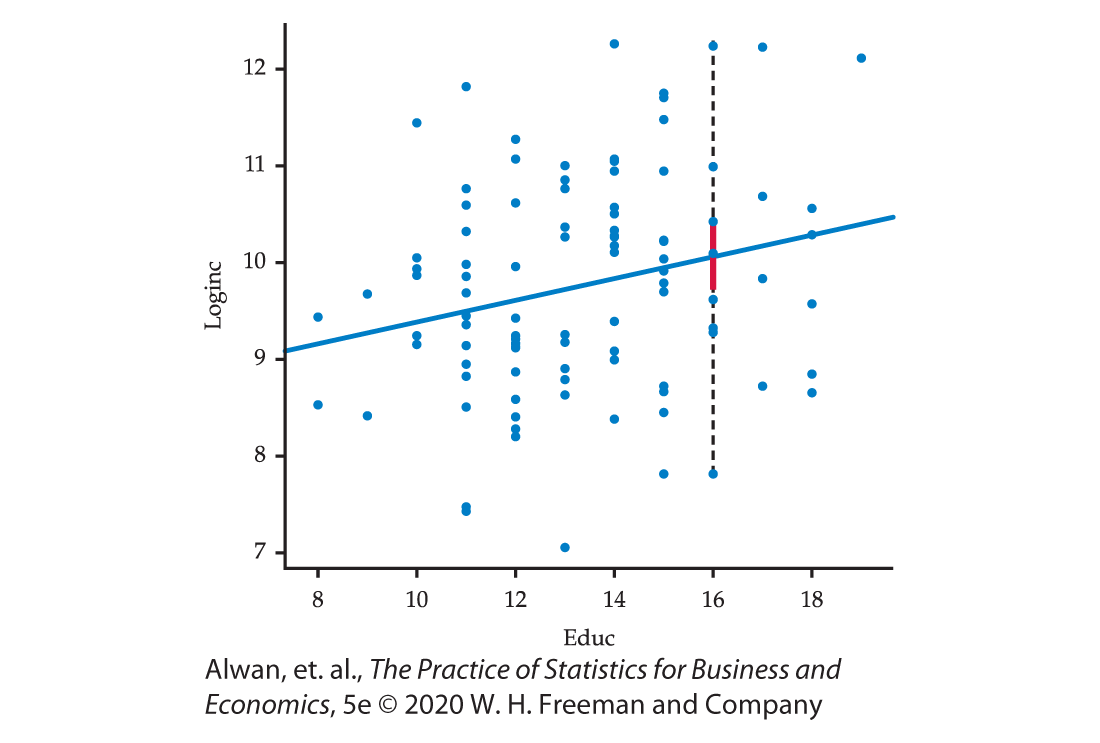 12
11
10
9
8
7
Loginc
8 10 12 14 16 18
Educ
Alwan, et. al., The Practice of Statistics for Business and
Economics, 5e © 2020 W. H. Freeman and Company